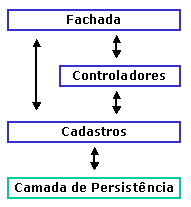 Fachada
Controladores
Cadastros
Camada de Persistência